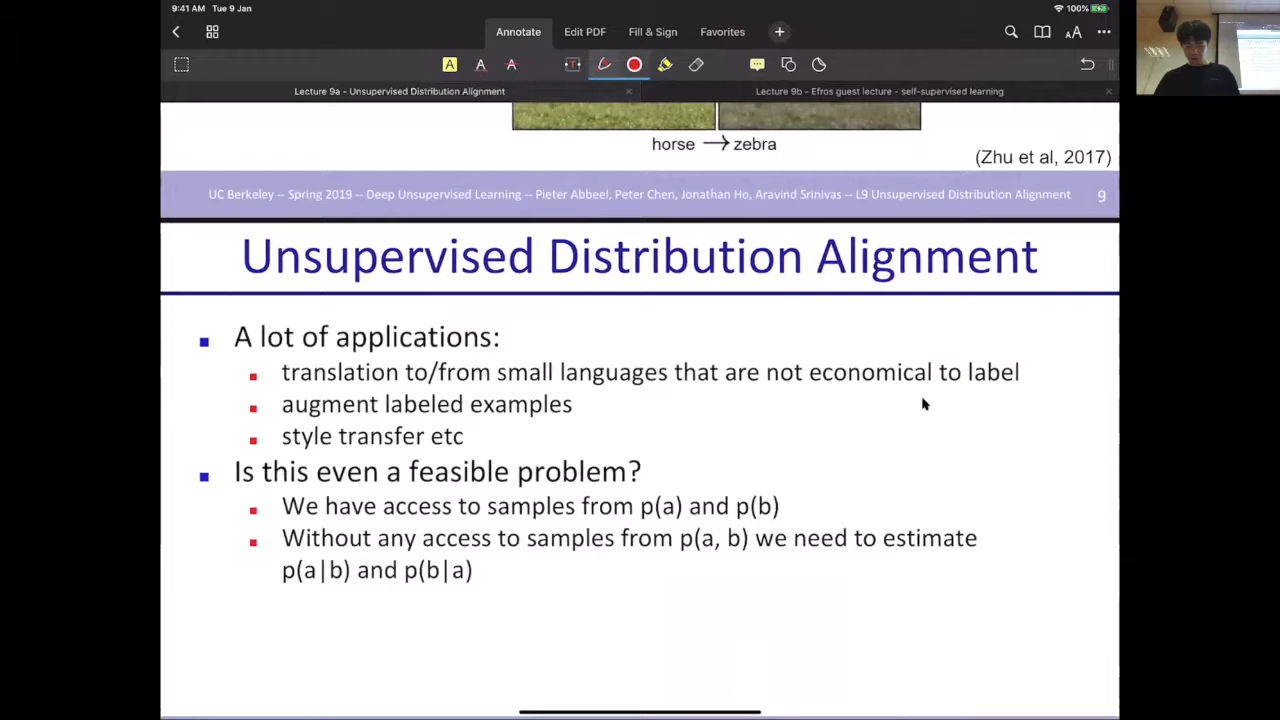 9:41 AM Tue 9 Jan
100%
Annotate Edit PDF Fill & Sign Favorites
Lecture 9a - Unsupervised Distribution Alignment
Lecture 9b - Efros guest lecture - self-supervised learning
horse → zebra
(Zhu et al, 2017)
UC Berkeley -- Spring 2019 -- Deep Unsupervised Learning -- Pieter Abbeel, Peter Chen, Jonathan Ho, Aravind Srinivas -- L9 Unsupervised Distribution Alignment 9
Unsupervised Distribution Alignment
A lot of applications:
translation to/from small languages that are not economical to label
augment labeled examples
style transfer etc
Is this even a feasible problem?
We have access to samples from p(a) and p(b)
Without any access to samples from p(a, b) we need to estimate
p(a|b) and p(b|a)